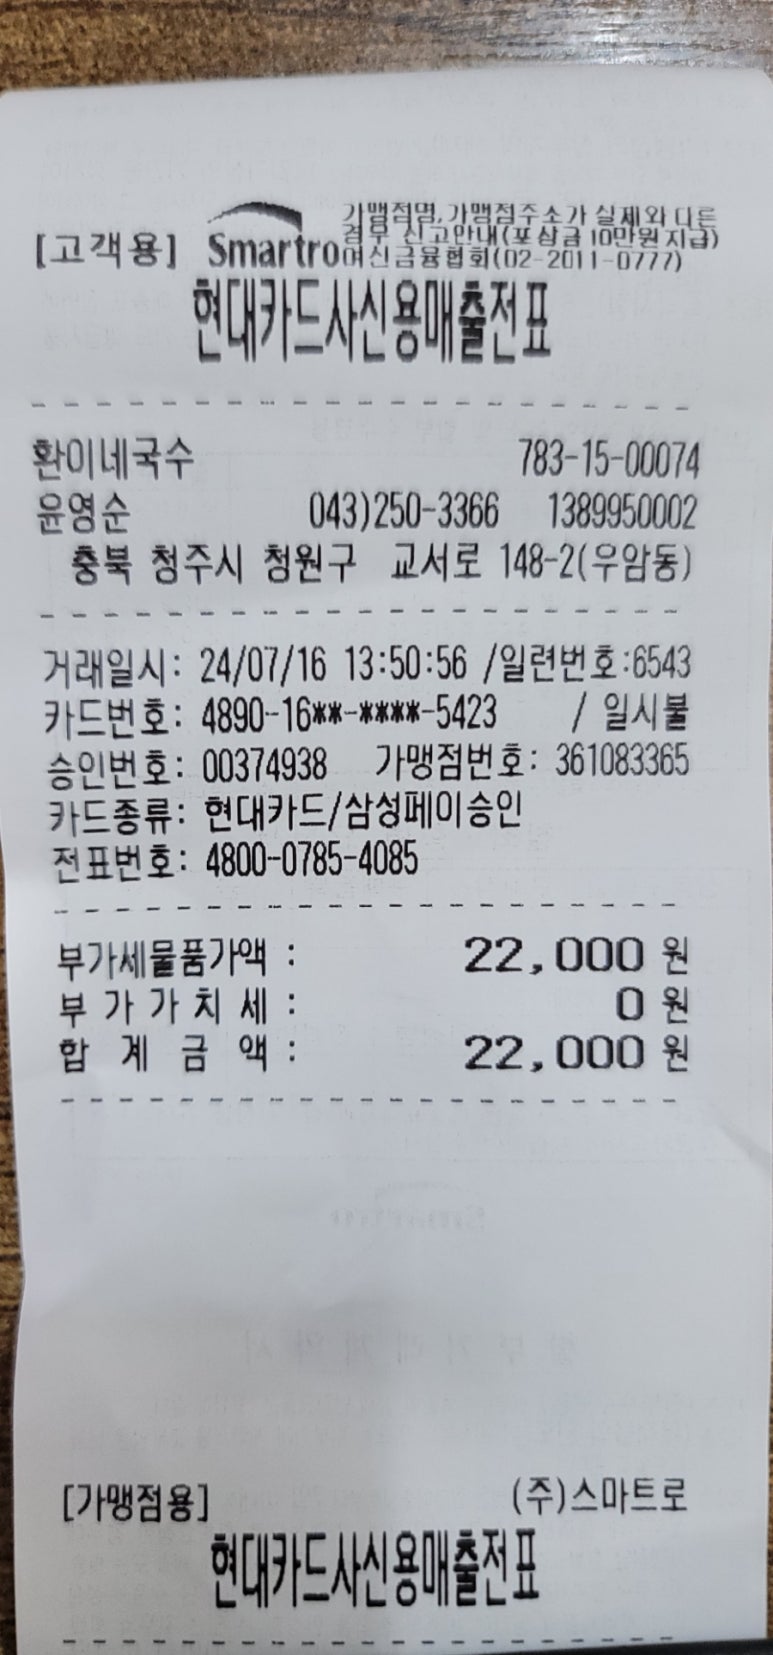 [고객용] Smartro
가맹점명, 가맹점주소가 실제와 다른
경우 신고안내(포상금 10만원 지급)
여신금융협회(02-2011-0777)
현대카드사신용매출전표
환이네국수 783-15-00074
윤영순 043)250-3366 1389950002
충북 청주시 청원구 교서로 148-2(우암동)
거래일시: 24/07/16 13:50:56 /일련번호:6543
카드번호: 4890-16**-****-5423 / 일시불
승인번호: 00374938 가맹점번호: 361083365
카드종류: 현대카드/삼성페이승인
전표번호: 4800-0785-4085
부가세물품가액 : 22,000 원
부 가 가 치 세 : 0 원
합 계 금 액 : 22,000 원
[가맹점용] (주)스마트로
현대카드사신용매출전표